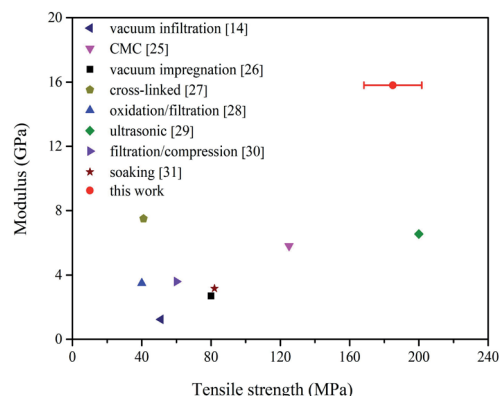 20
16
12
8
4
0
Modulus (GPa)
vacuum infiltration [14]
CMC [25]
vacuum impregnation [26]
cross-linked [27]
oxidation/filtration [28]
ultrasonic [29]
filtration/compression [30]
soaking [31]
this work
0 40 80 120 160 200 240
Tensile strength (MPa)